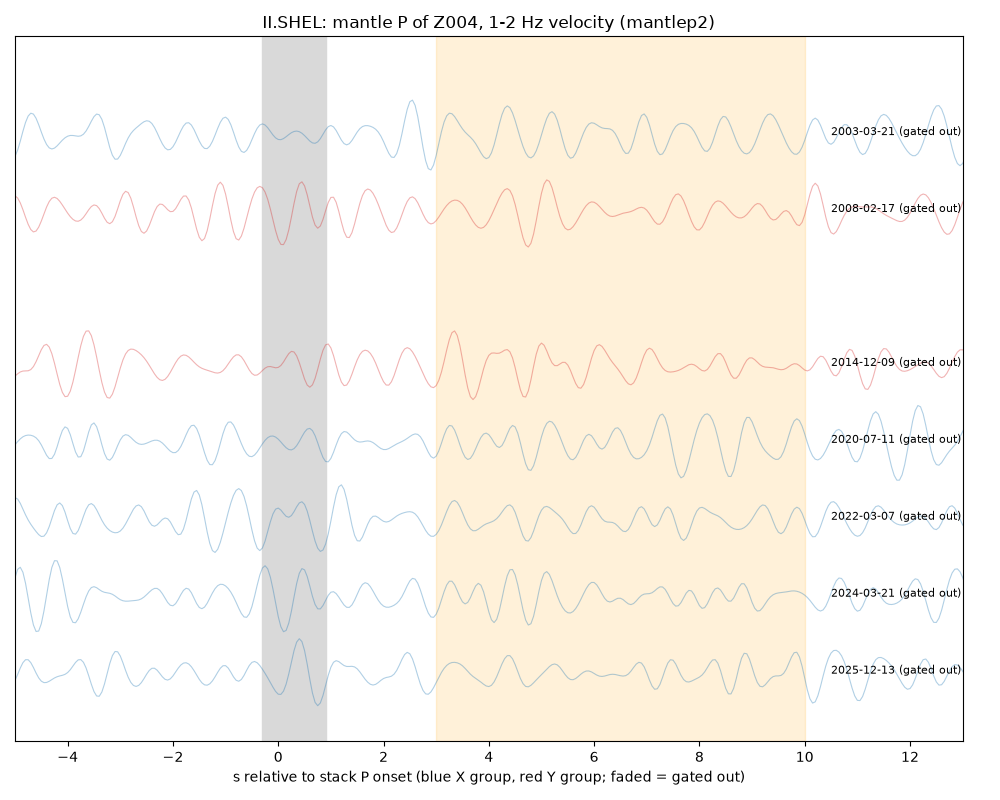 II.SHEL: mantle P of Z004, 1-2 Hz velocity (mantlep2)
2003-03-21 (gated out)
2008-02-17 (gated out)
2014-12-09 (gated out)
2020-07-11 (gated out)
2022-03-07 (gated out)
2024-03-21 (gated out)
2025-12-13 (gated out)
−4 −2 0 2 4 6 8 10 12
s relative to stack P onset (blue X group, red Y group; faded = gated out)